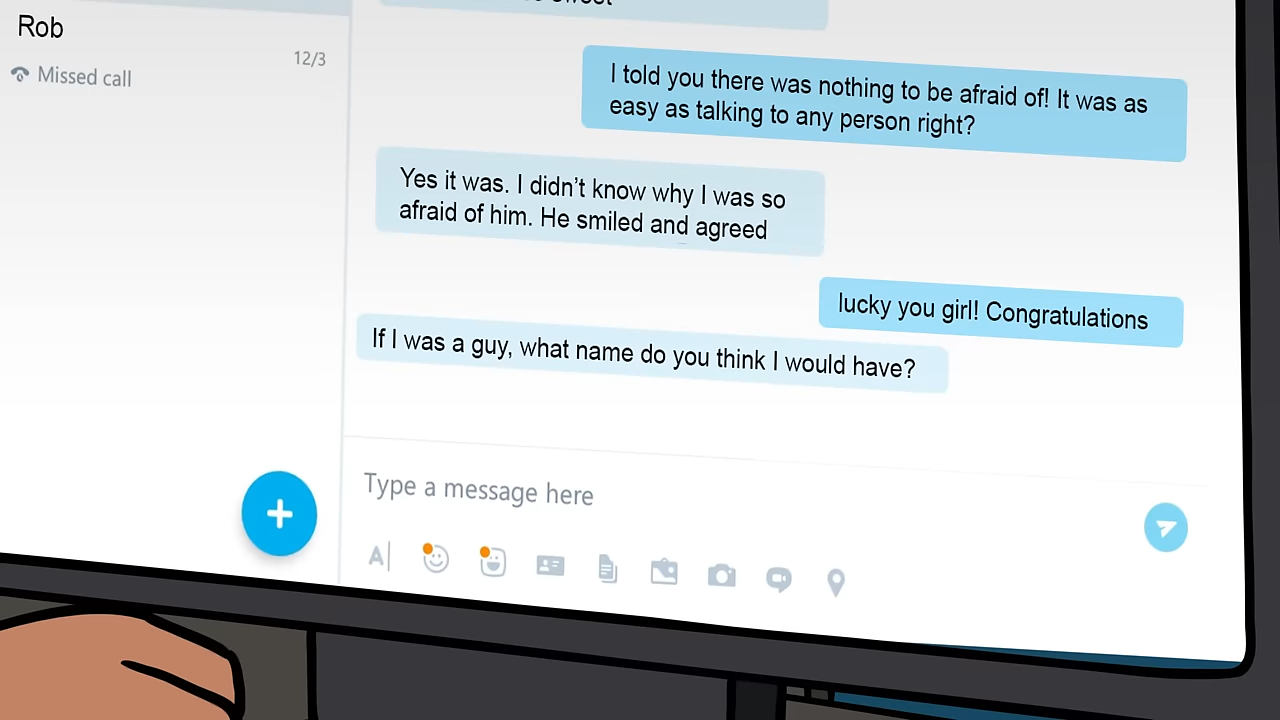 Rob
12/3
Missed call
I told you there was nothing to be afraid of! It was as
easy as talking to any person right?
Yes it was. I didn't know why I was so
afraid of him. He smiled and agreed
lucky you girl! Congratulations
If I was a guy, what name do you think I would have?
Type a message here
A